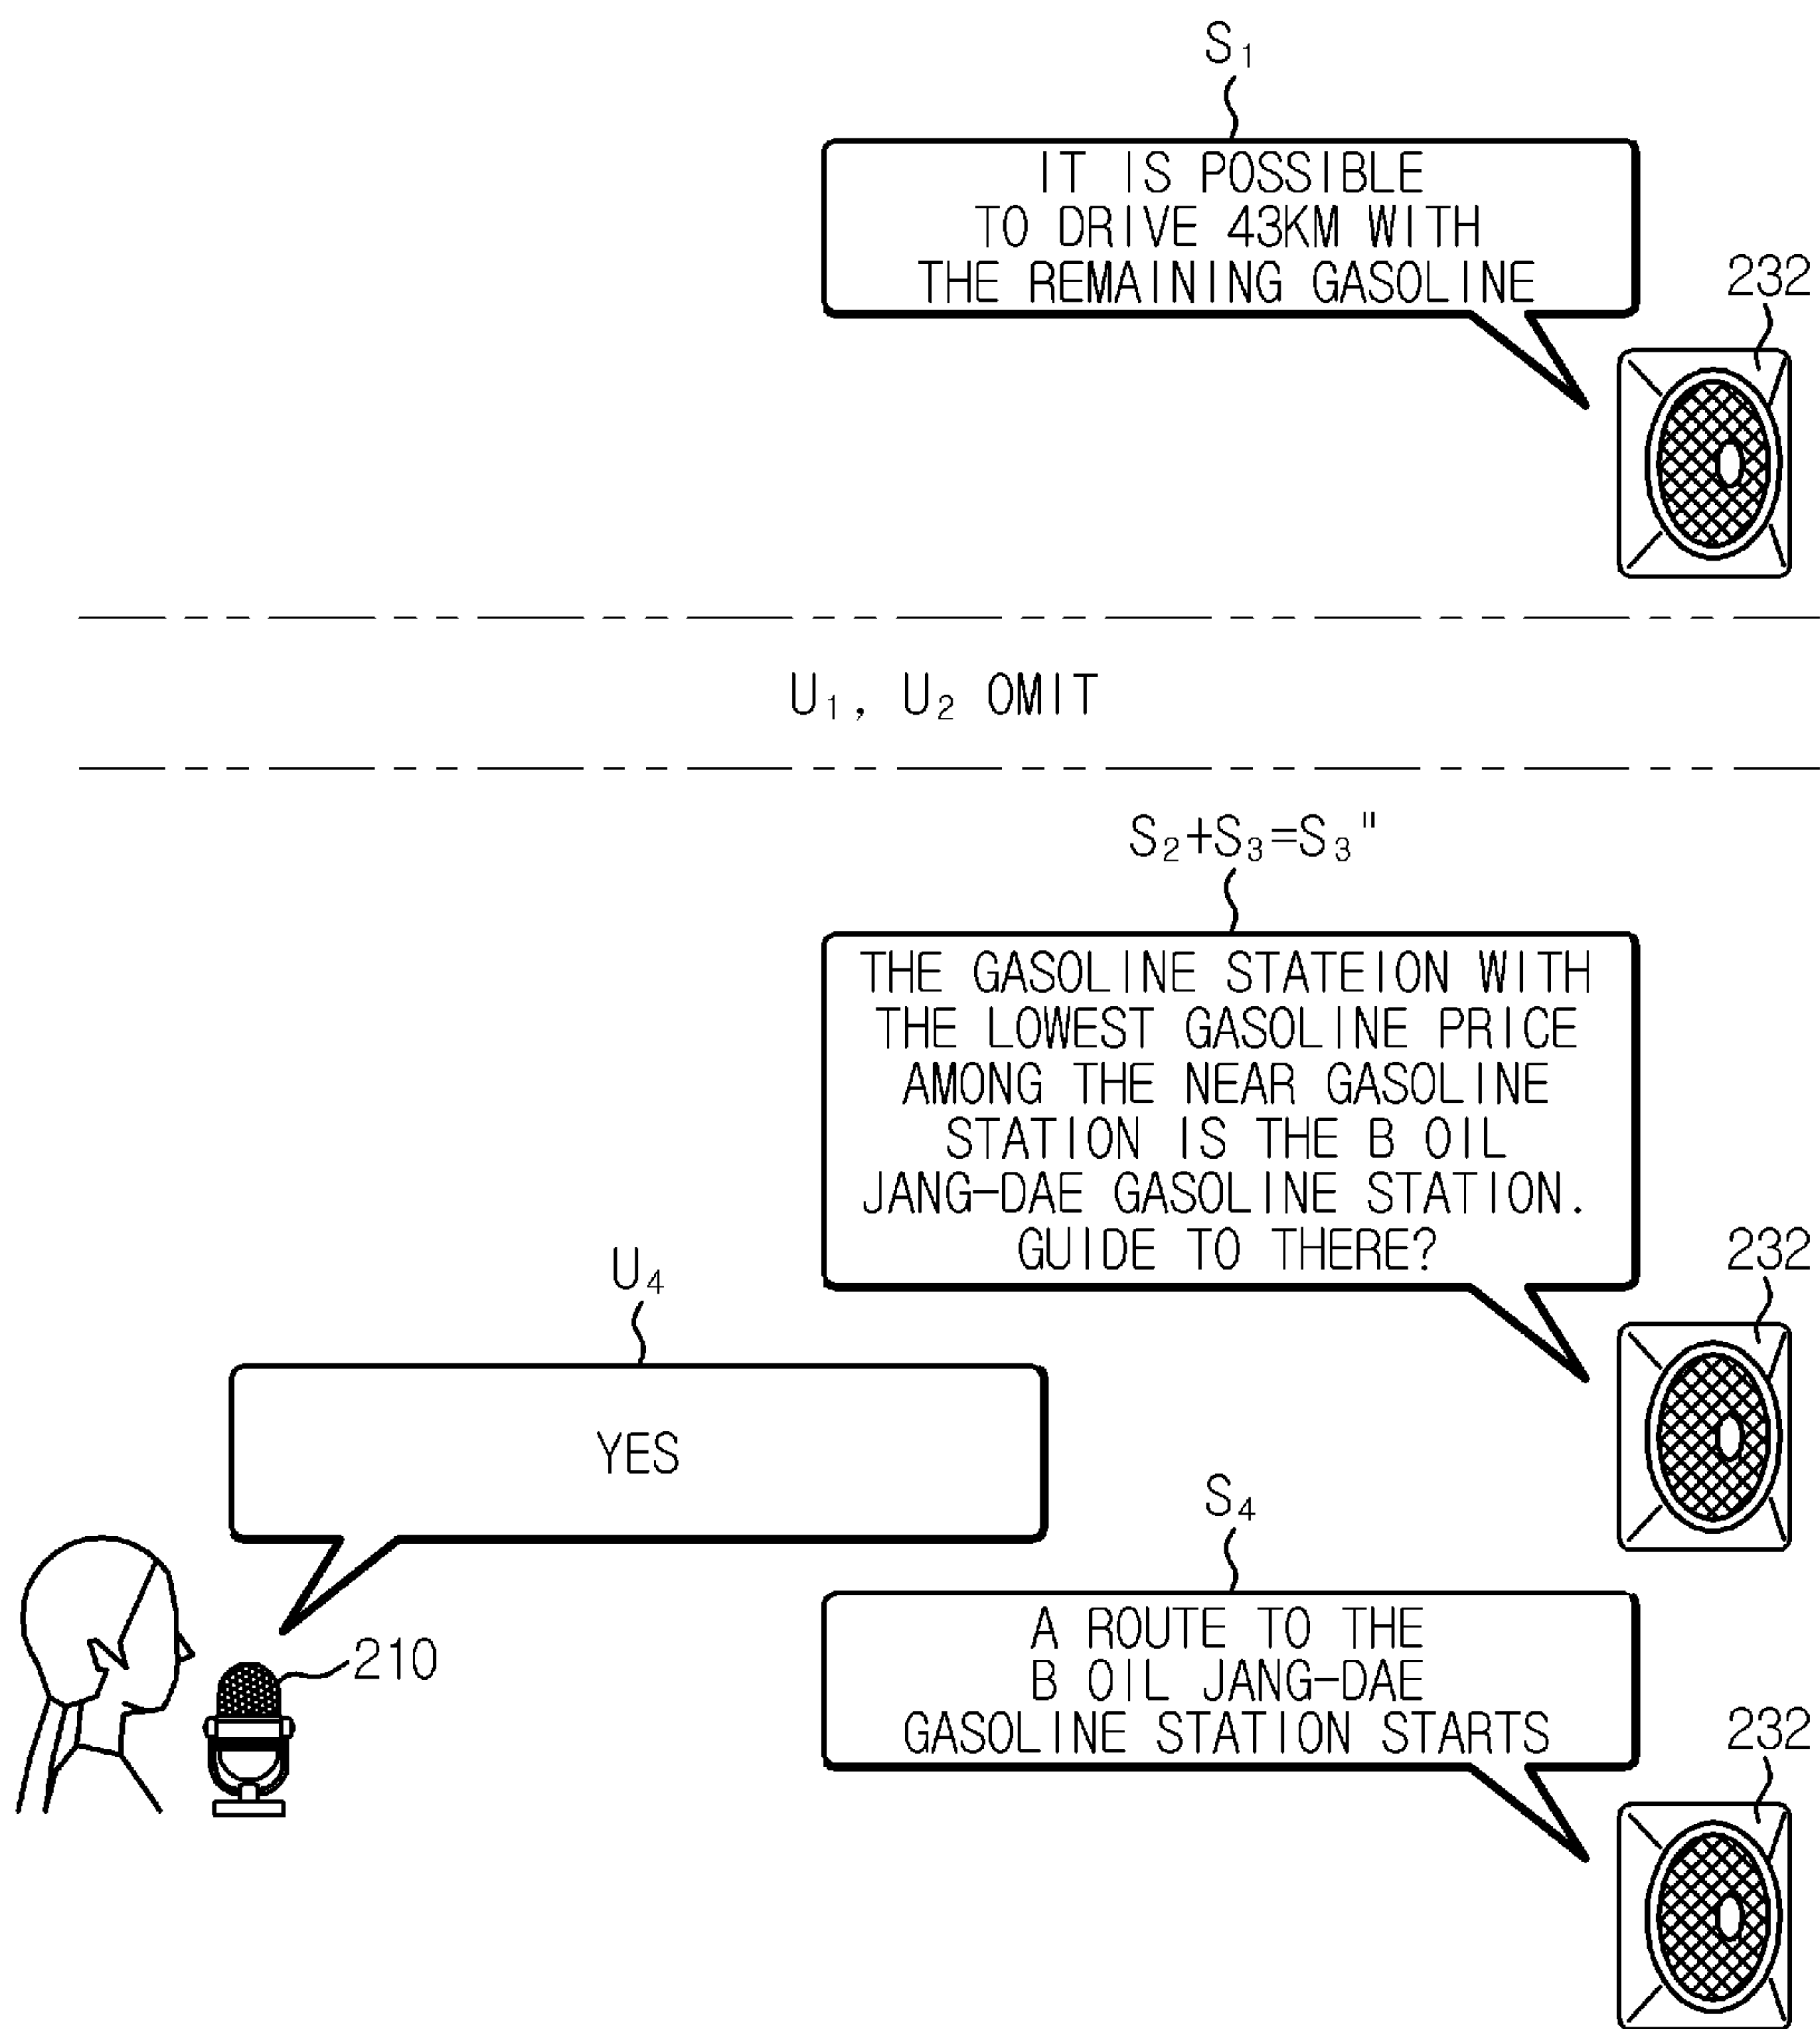 S₁
IT IS POSSIBLE
TO DRIVE 43KM WITH
THE REMAINING GASOLINE
232
U₁, U₂ OMIT
S₂+S₃=S₃"
THE GASOLINE STATEION WITH
THE LOWEST GASOLINE PRICE
AMONG THE NEAR GASOLINE
STATION IS THE B OIL
JANG-DAE GASOLINE STATION.
GUIDE TO THERE?
232
U₄
YES
210
S₄
A ROUTE TO THE
B OIL JANG-DAE
GASOLINE STATION STARTS
232